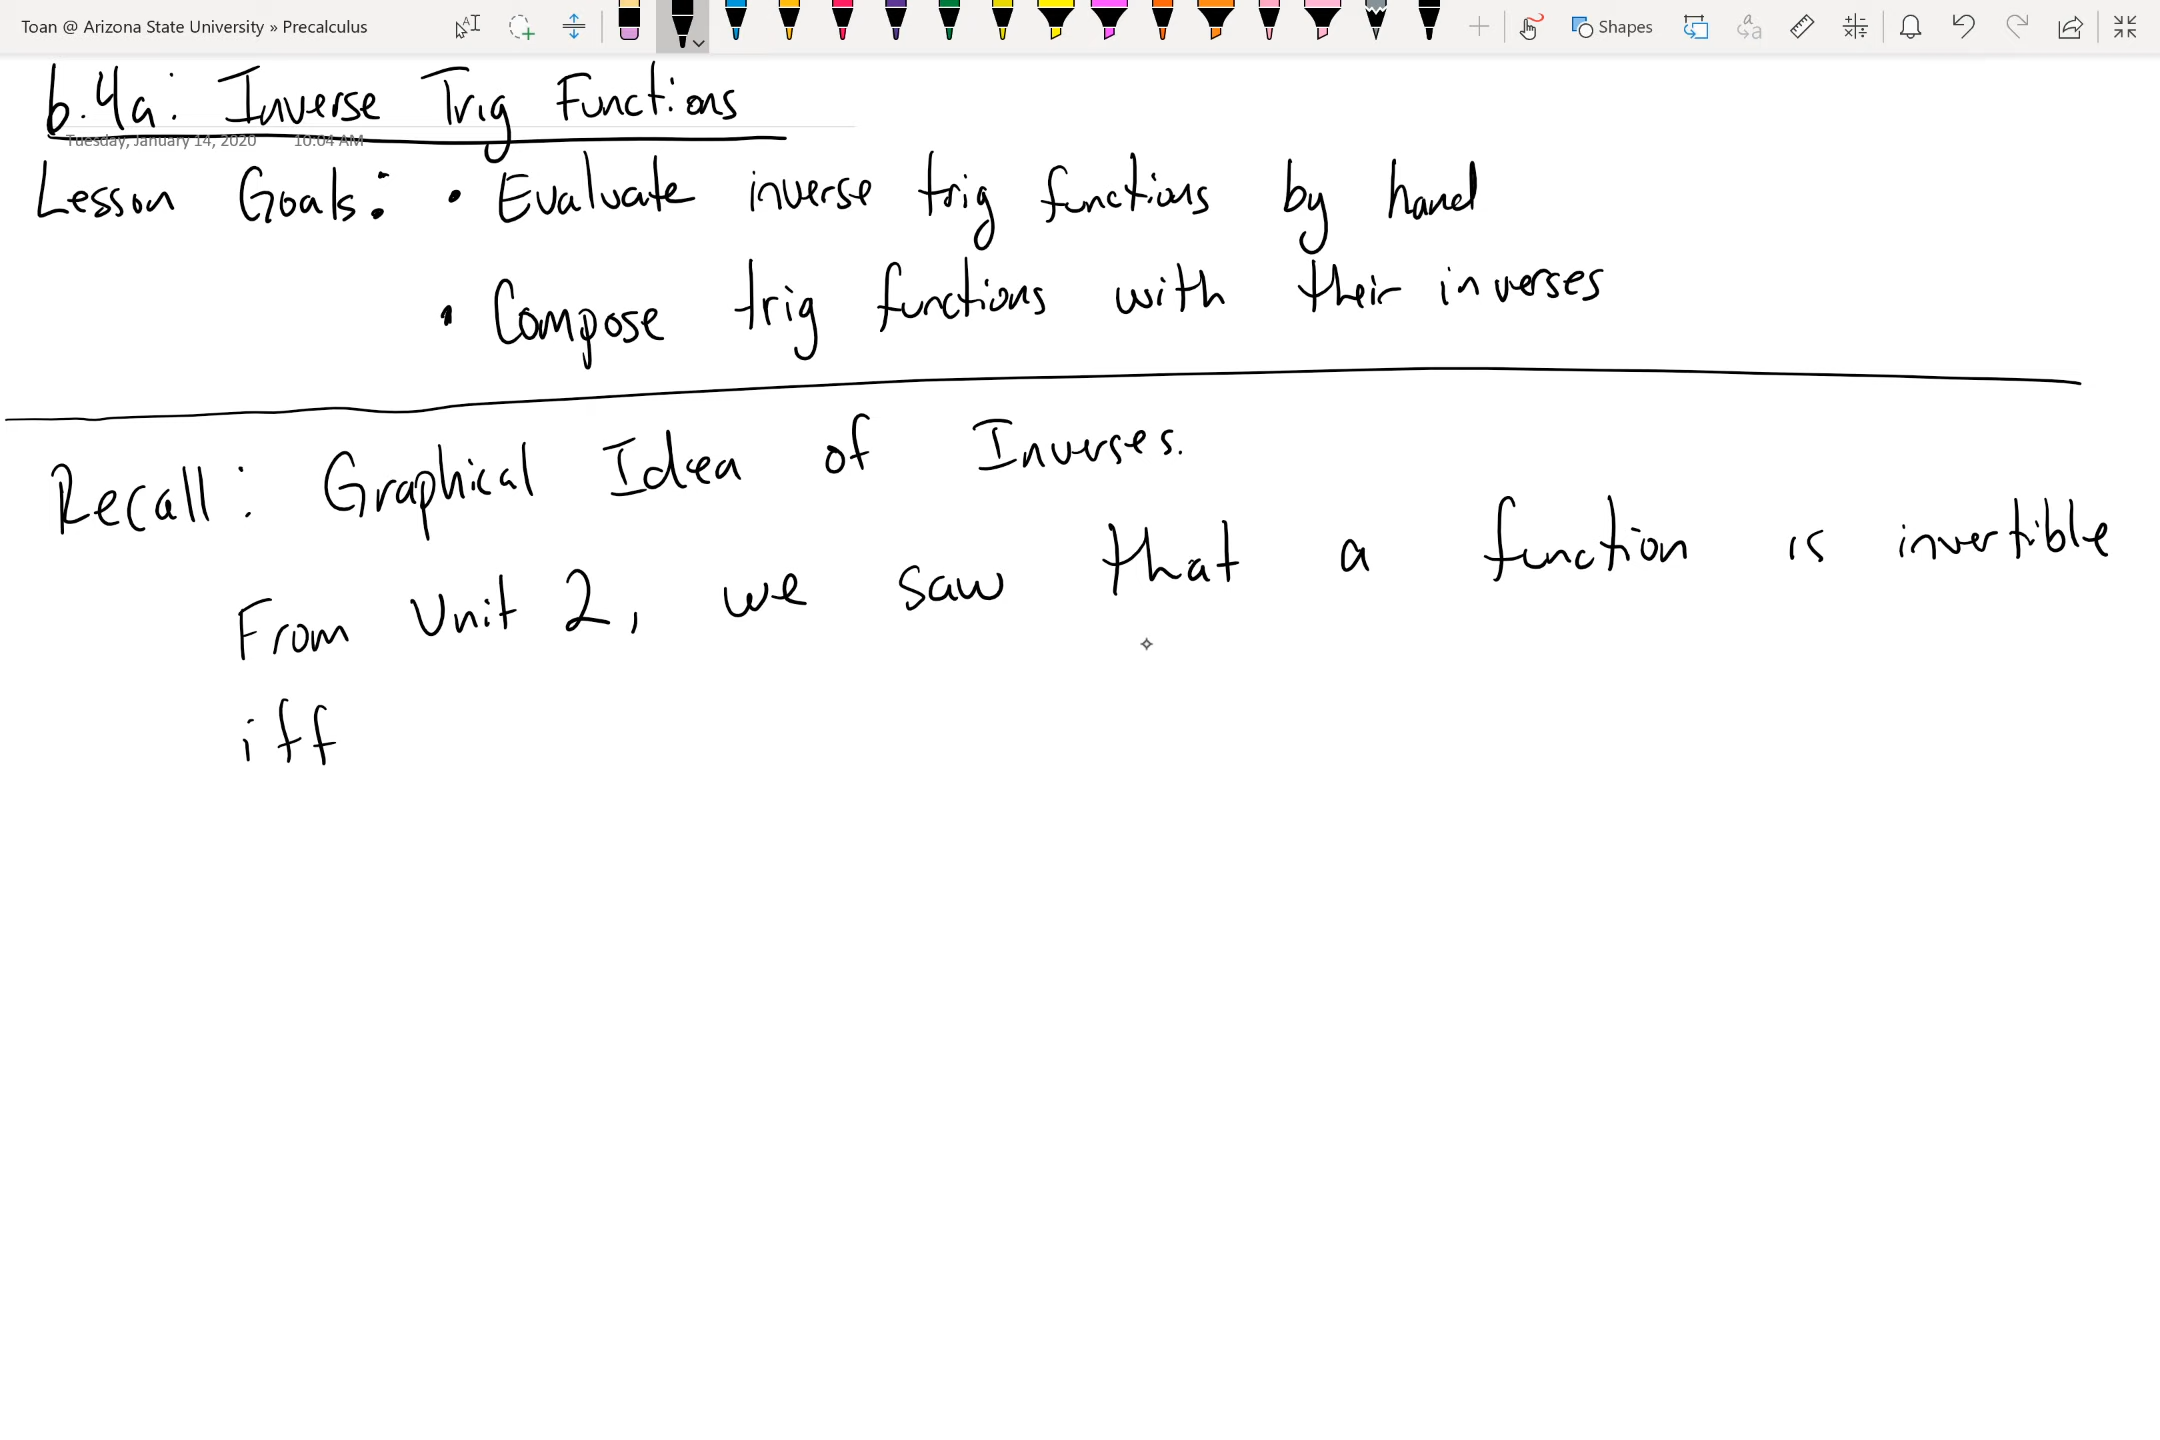 Toan @ Arizona State University » Precalculus
Shapes
6.4a: Inverse Trig Functions
Tuesday, January 14, 2020 10:04 AM
Lesson Goals: • Evaluate inverse trig functions by hand
• Compose trig functions with their inverses
Recall: Graphical Idea of Inverses.
From Unit 2, we saw that a function is invertible
iff